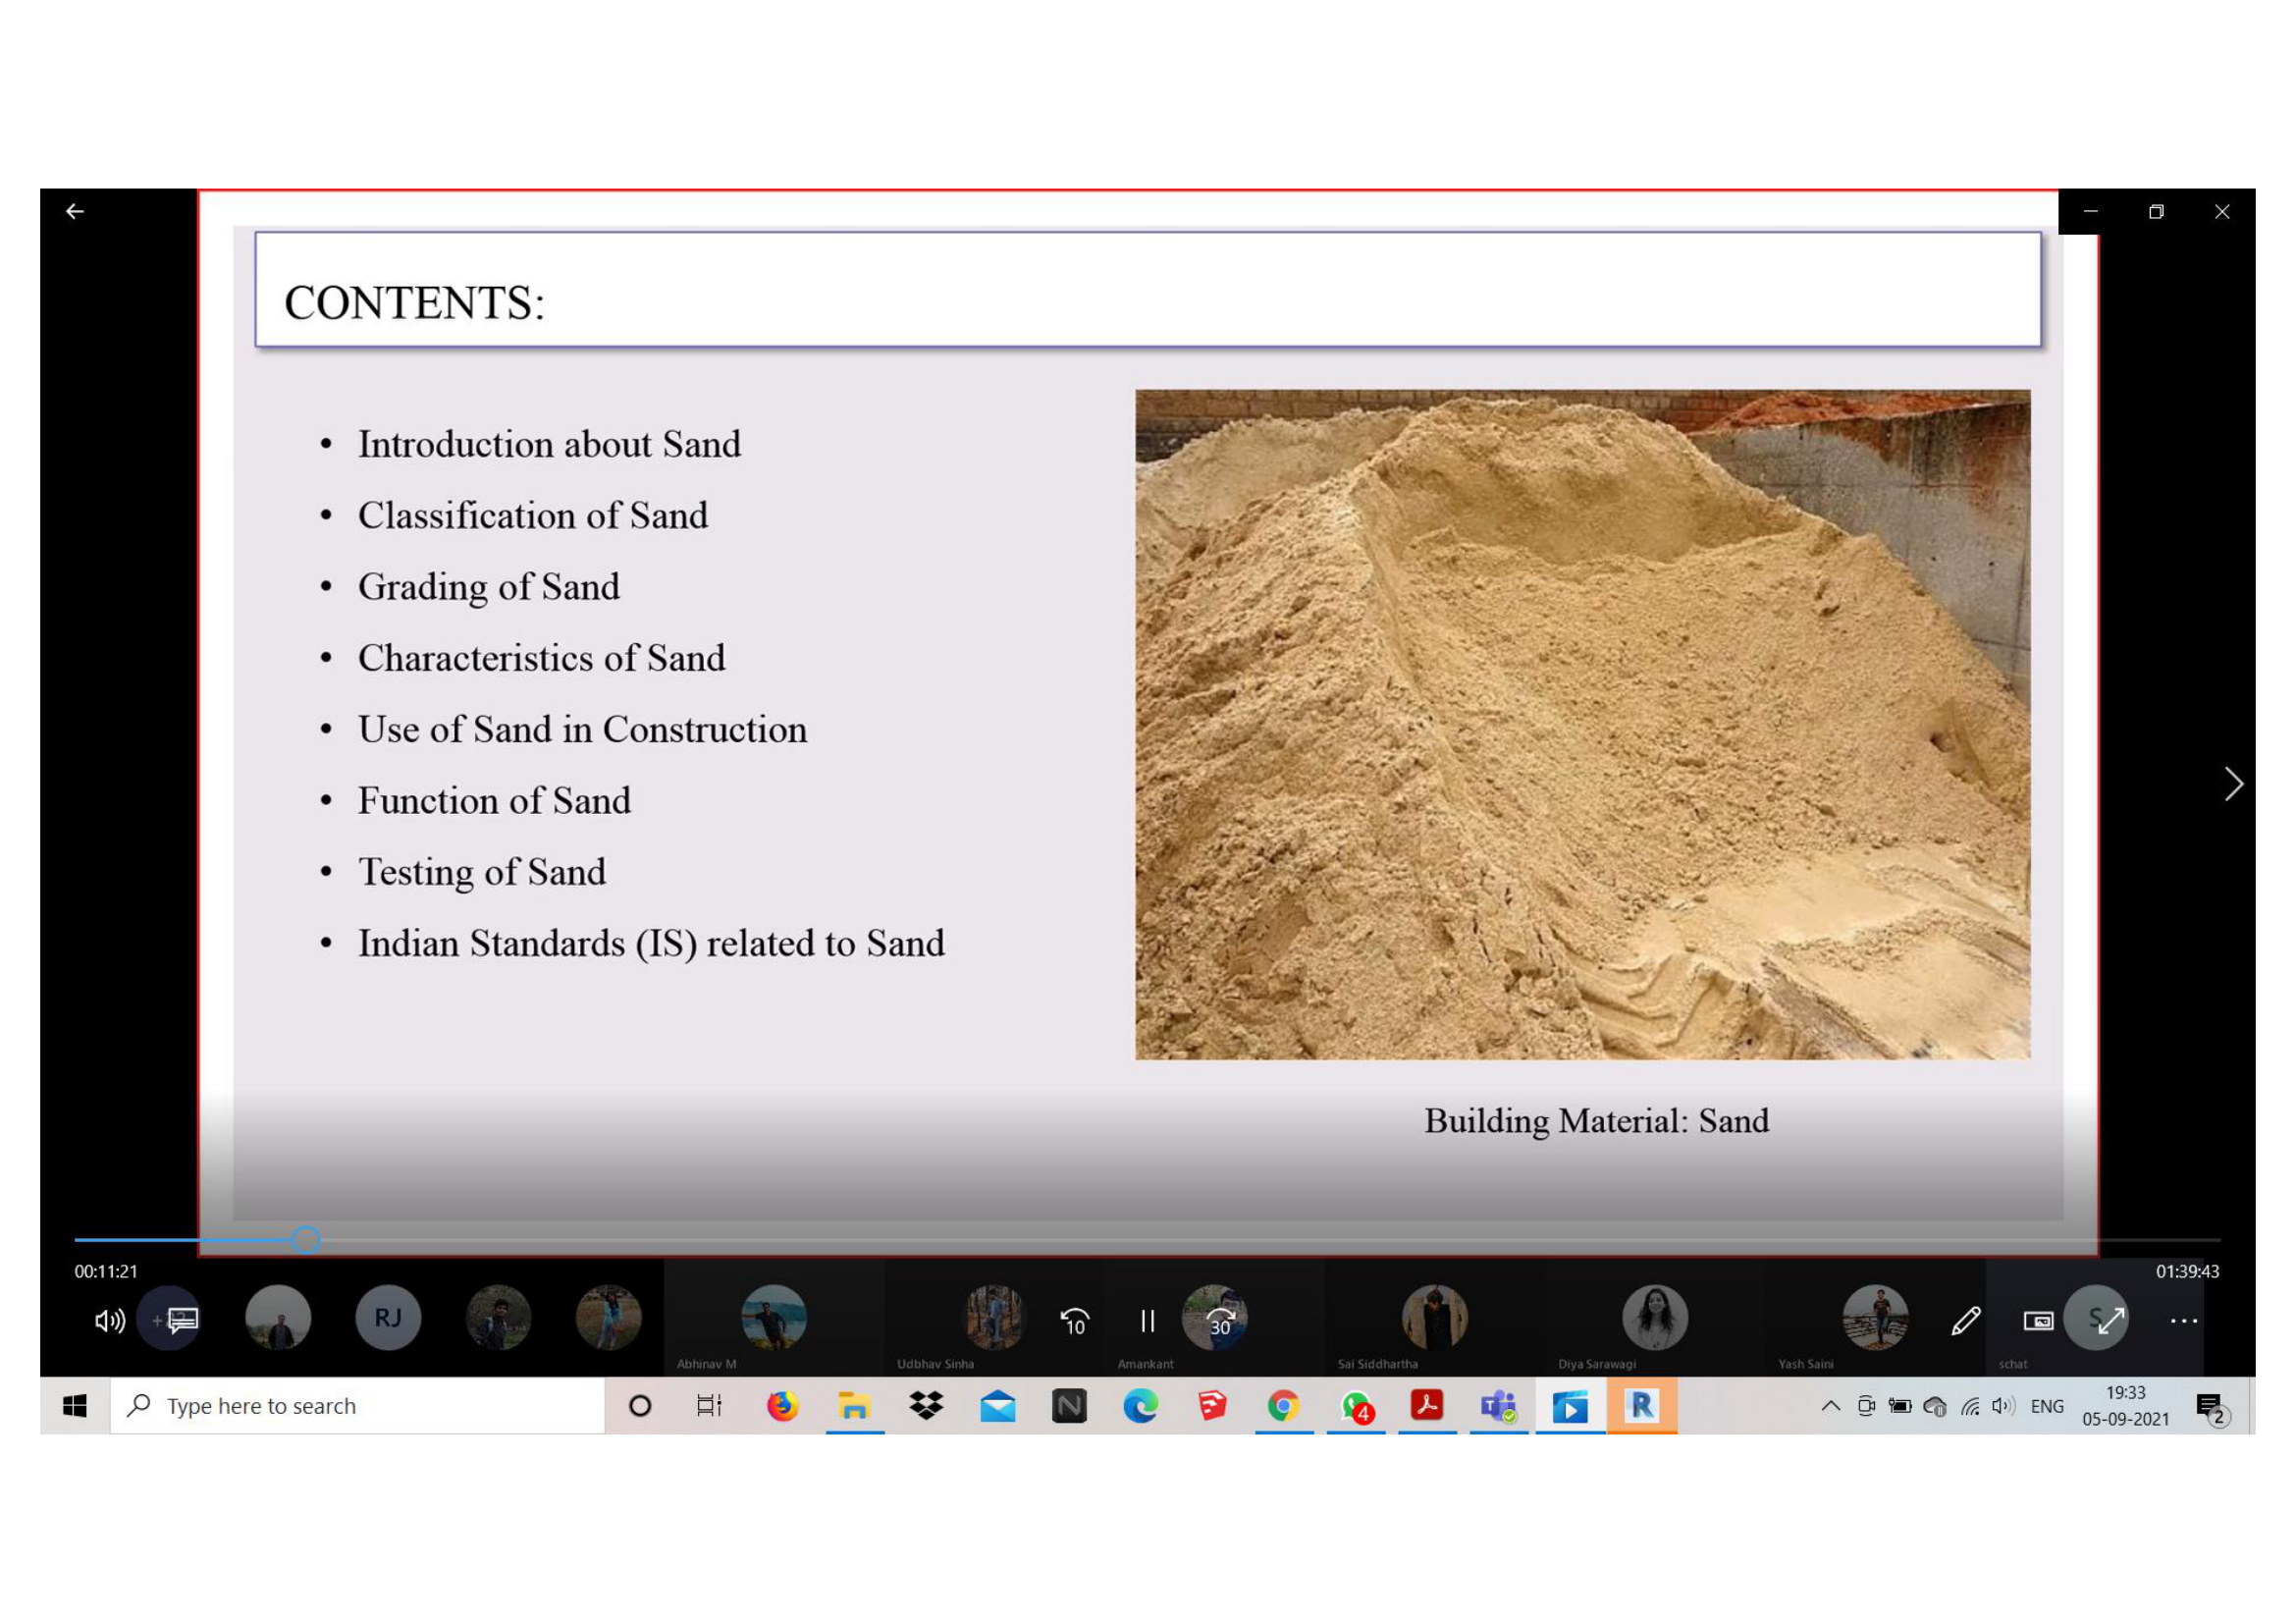 CONTENTS:
• Introduction about Sand
• Classification of Sand
• Grading of Sand
• Characteristics of Sand
• Use of Sand in Construction
• Function of Sand
• Testing of Sand
• Indian Standards (IS) related to Sand
Building Material: Sand
00:11:21
01:39:43
RJ
10
30
S
Abhinav M
Udbhav Sinha
Amankant
Sai Siddhartha
Diya Sarawagi
Yash Saini
schat
Type here to search
N
4
R
ENG
19:33
05-09-2021
2